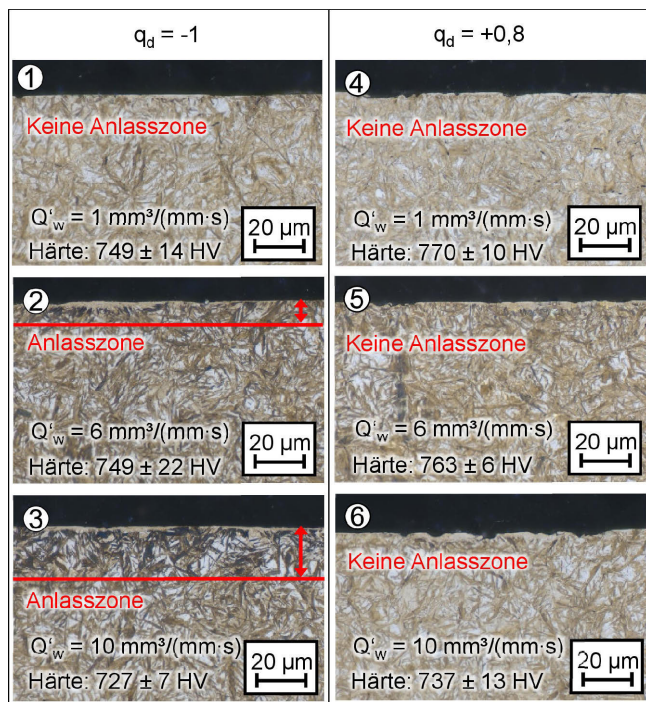 q_d = -1
q_d = +0,8
1
Keine Anlasszone
Q'_w = 1 mm³/(mm·s)
Härte: 749 ± 14 HV
20 µm
4
Keine Anlasszone
Q'_w = 1 mm³/(mm·s)
Härte: 770 ± 10 HV
20 µm
2
Anlasszone
Q'_w = 6 mm³/(mm·s)
Härte: 749 ± 22 HV
20 µm
5
Keine Anlasszone
Q'_w = 6 mm³/(mm·s)
Härte: 763 ± 6 HV
20 µm
3
Anlasszone
Q'_w = 10 mm³/(mm·s)
Härte: 727 ± 7 HV
20 µm
6
Keine Anlasszone
Q'_w = 10 mm³/(mm·s)
Härte: 737 ± 13 HV
20 µm